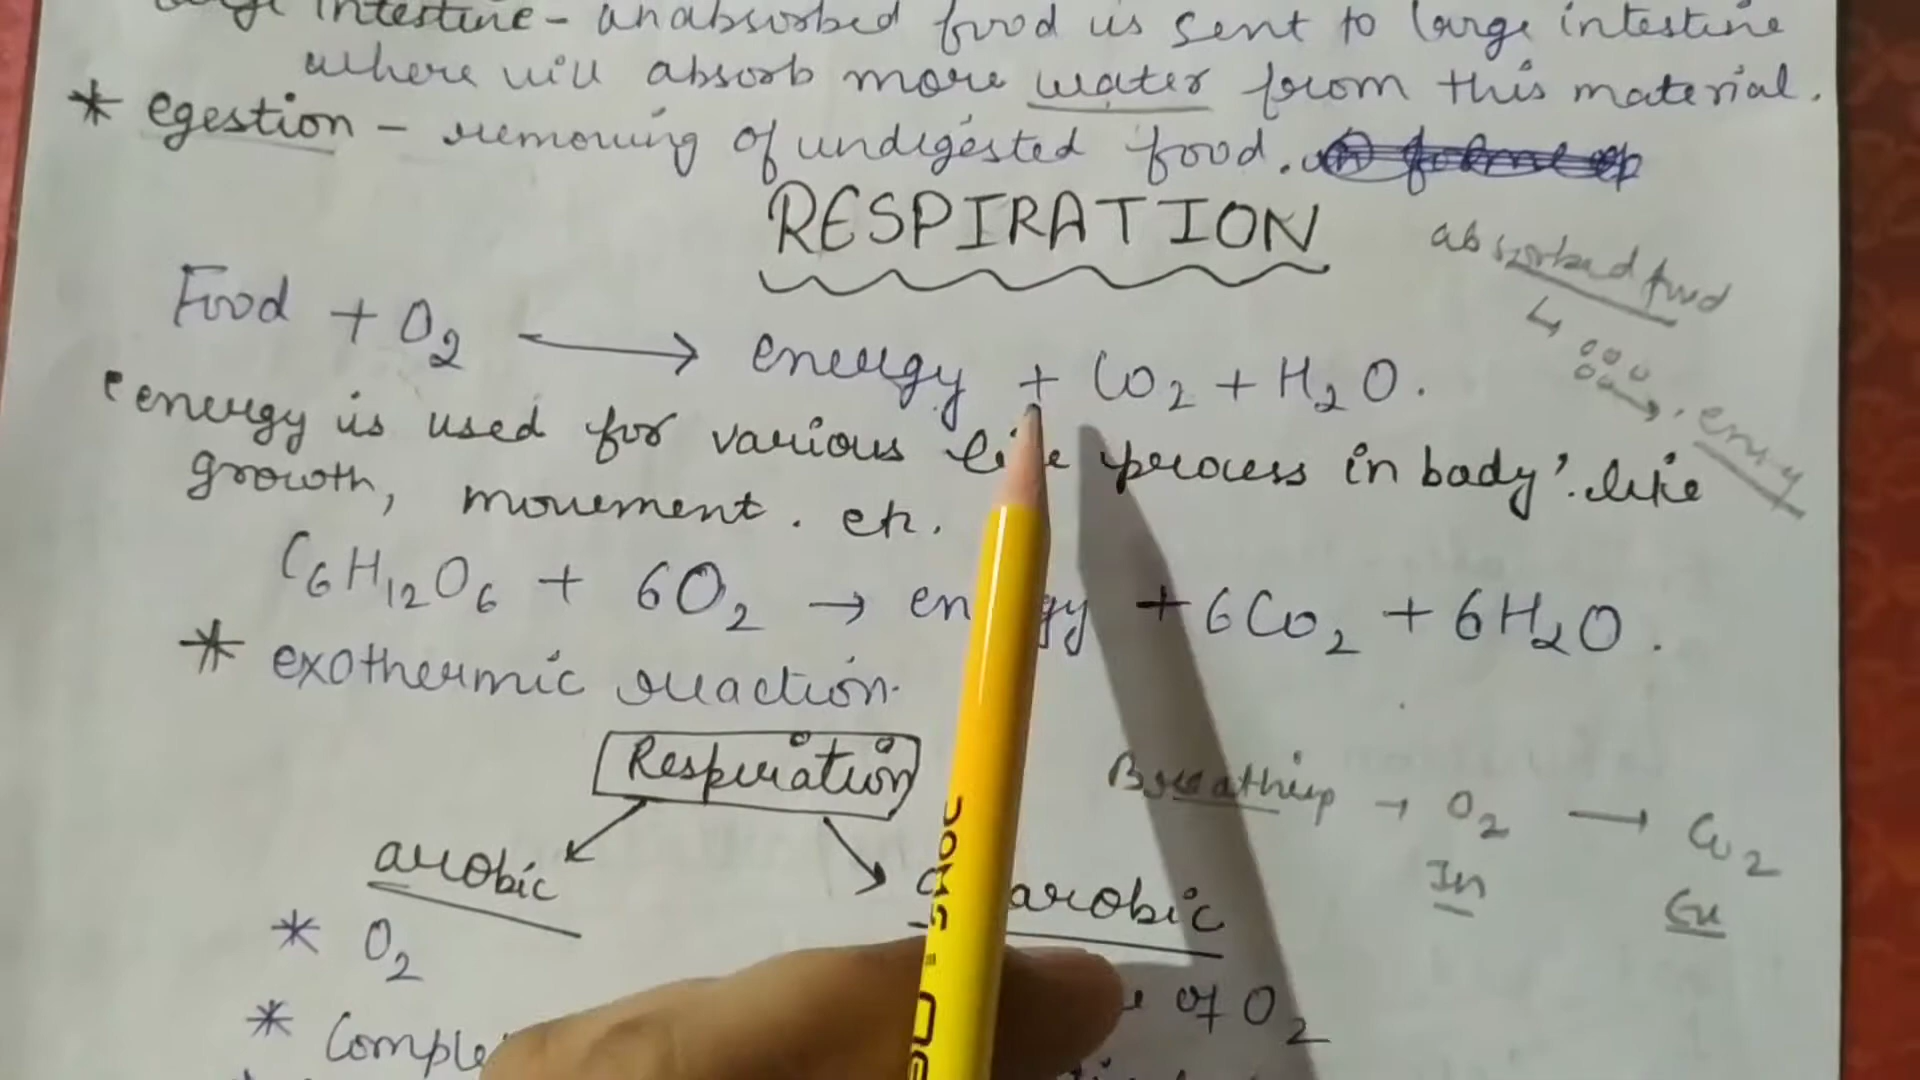 Intestine - unabsorbed food is sent to large intestine
where will absorb more water from this material.
* egestion - removing of undigested food.
RESPIRATION
absorbed food
Food + O2 → energy + CO2 + H2O.
energy
'energy is used for various life process in body'. like
growth, movement. etc.
C6H12O6 + 6O2 → energy + 6CO2 + 6H2O.
* exothermic reaction.
Respiration
Breathing → O2 → CO2
In
arobic
arobic
* O2
of O2
* Comple